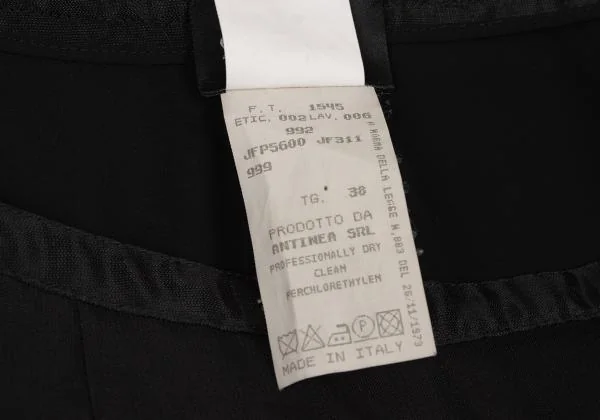 F.T. 1545
ETIC. 002 LAV. 006
992
JFP5600 JF311
999
TG. 38
PRODOTTO DA
ANTINEA SRL
PROFESSIONALLY DRY
CLEAN
PERCHLORETHYLEN
P
MADE IN ITALY
A NORMA DELLA LEGGE N.883 DEL 26/11/1973